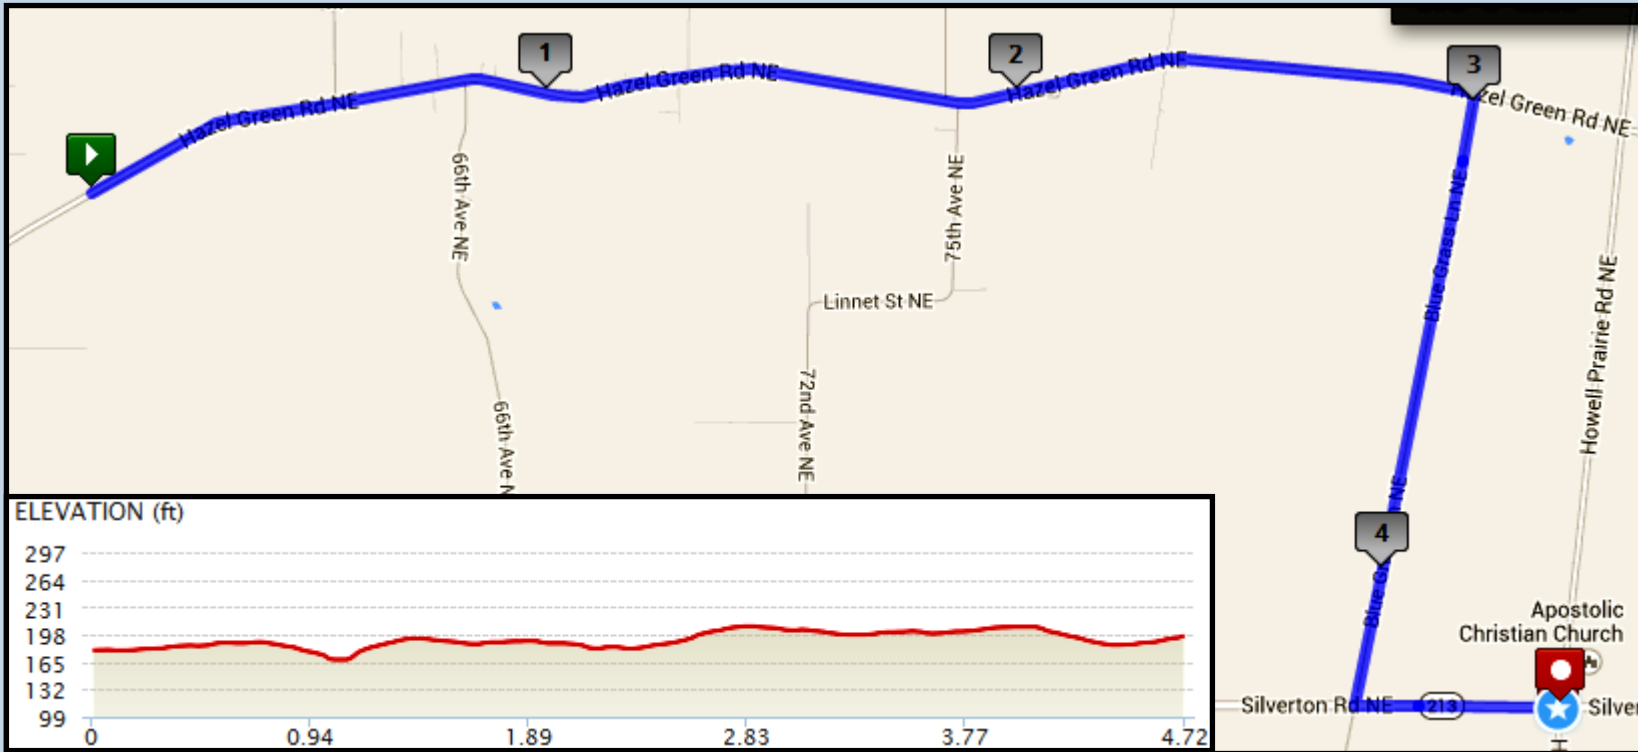 1
2
3
Hazel Green Rd NE
Hazel Green Rd NE
Hazel Green Rd NE
Hazel Green Rd NE
66th Ave NE
75th Ave NE
Blue Grass Ln NE
Howell Prairie Rd NE
Linnet St NE
72nd Ave NE
66th Ave N
NE
4
Blue G
Apostolic
Christian Church
Silverton Rd NE
213
Silver
H
ELEVATION (ft)
297
264
231
198
165
132
99
0 0.94 1.89 2.83 3.77 4.72